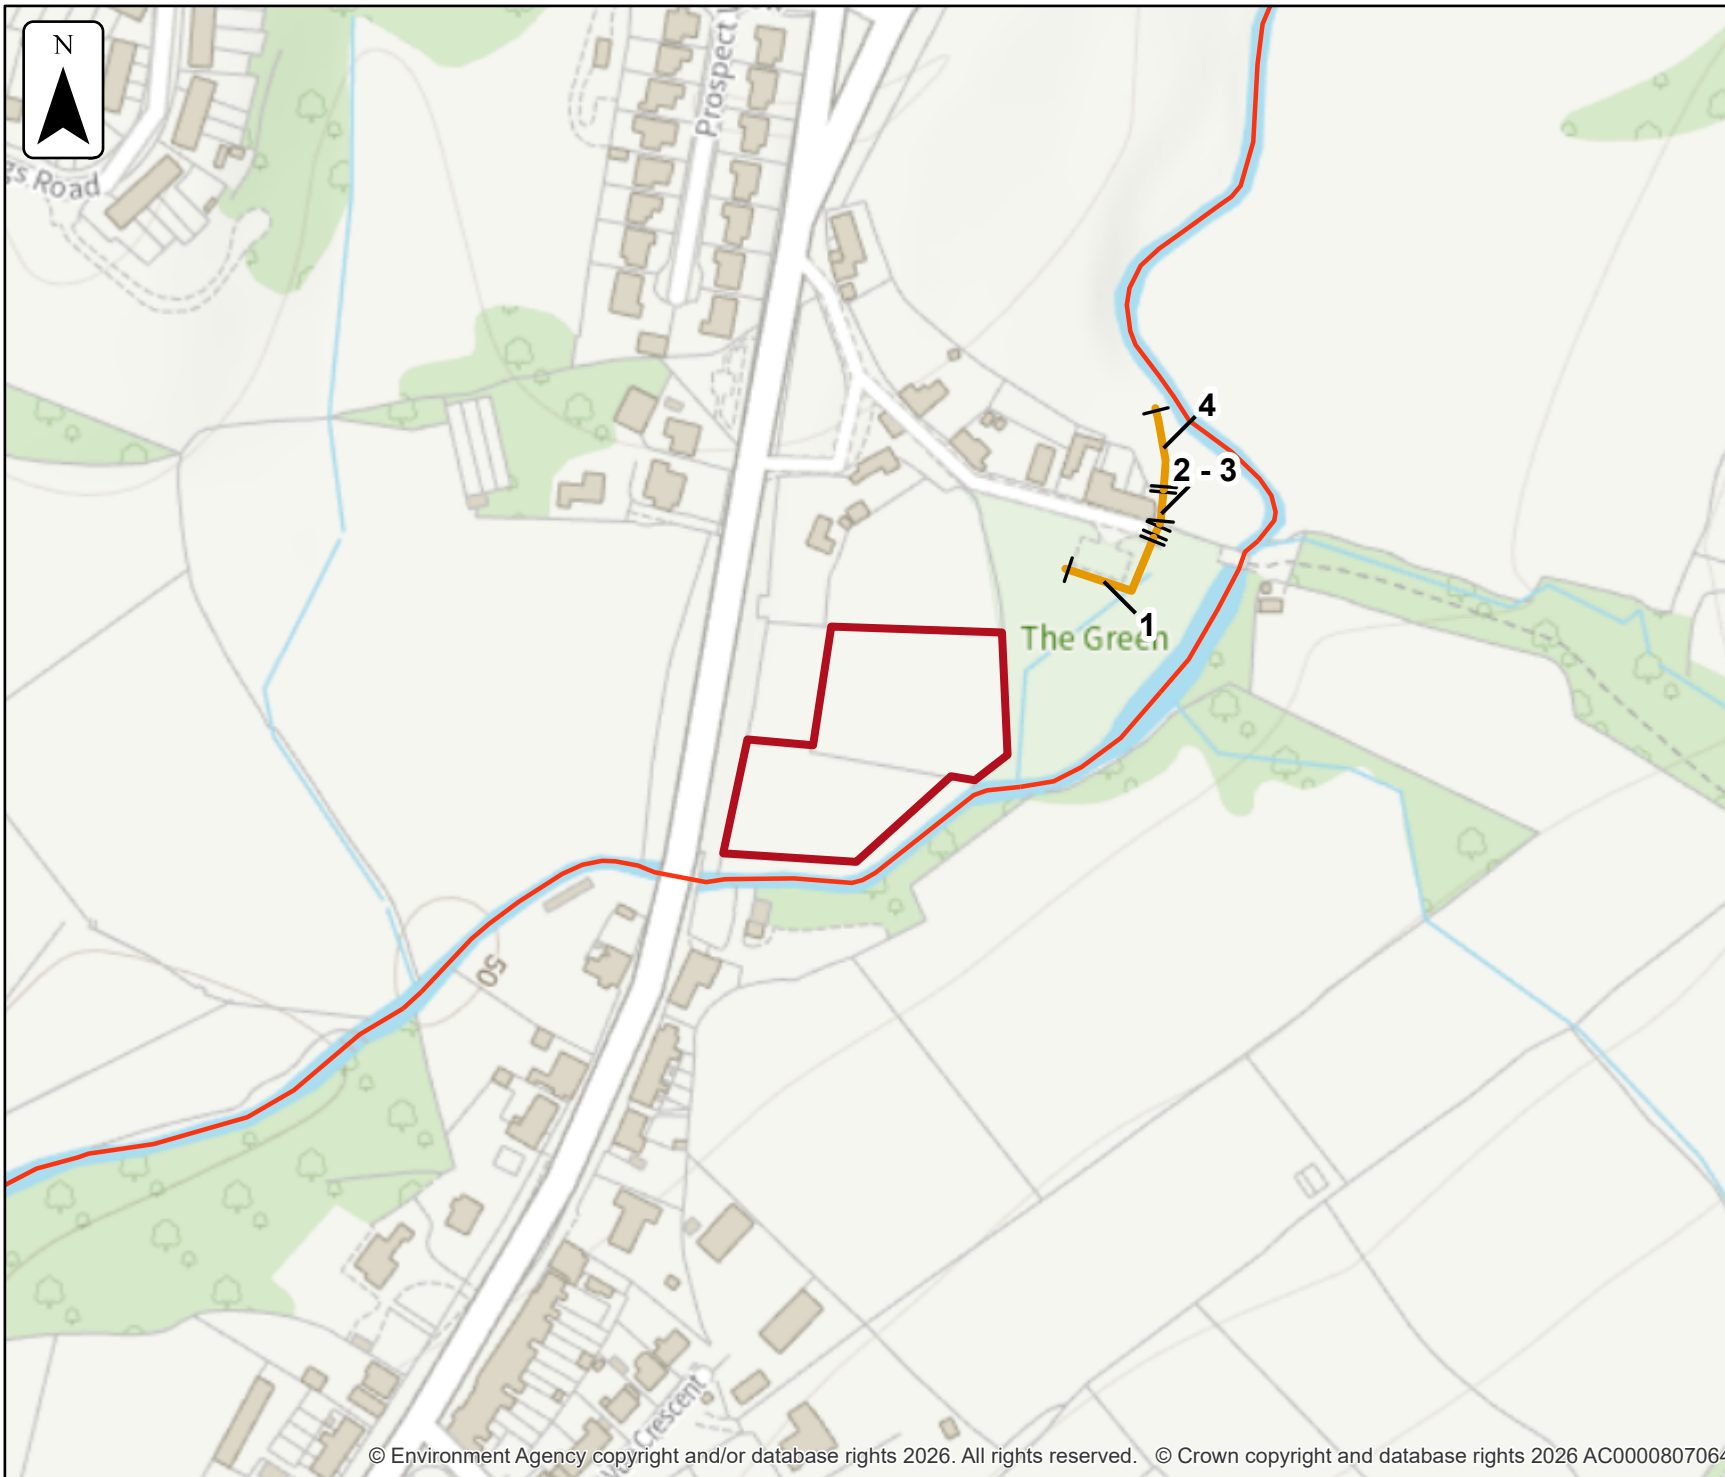 N
Prospect
gs Road
4
2 - 3
1
The Green
50
Crescent
© Environment Agency copyright and/or database rights 2026. All rights reserved. © Crown copyright and database rights 2026 AC000080706